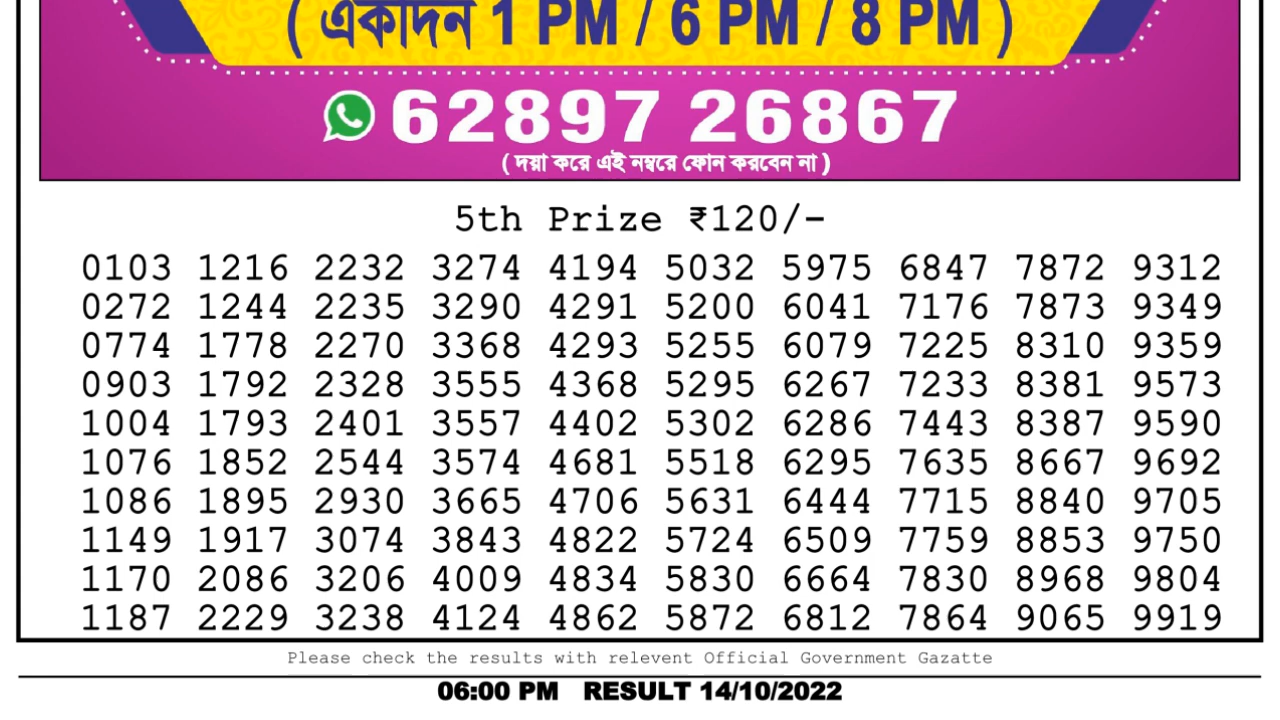 ( একাদন 1 PM / 6 PM / 8 PM )
62897 26867
( দয়া করে এই নম্বরে ফোন করবেন না )
5th Prize ₹120/-
0103 1216 2232 3274 4194 5032 5975 6847 7872 9312
0272 1244 2235 3290 4291 5200 6041 7176 7873 9349
0774 1778 2270 3368 4293 5255 6079 7225 8310 9359
0903 1792 2328 3555 4368 5295 6267 7233 8381 9573
1004 1793 2401 3557 4402 5302 6286 7443 8387 9590
1076 1852 2544 3574 4681 5518 6295 7635 8667 9692
1086 1895 2930 3665 4706 5631 6444 7715 8840 9705
1149 1917 3074 3843 4822 5724 6509 7759 8853 9750
1170 2086 3206 4009 4834 5830 6664 7830 8968 9804
1187 2229 3238 4124 4862 5872 6812 7864 9065 9919
Please check the results with relevent Official Government Gazatte
06:00 PM RESULT 14/10/2022